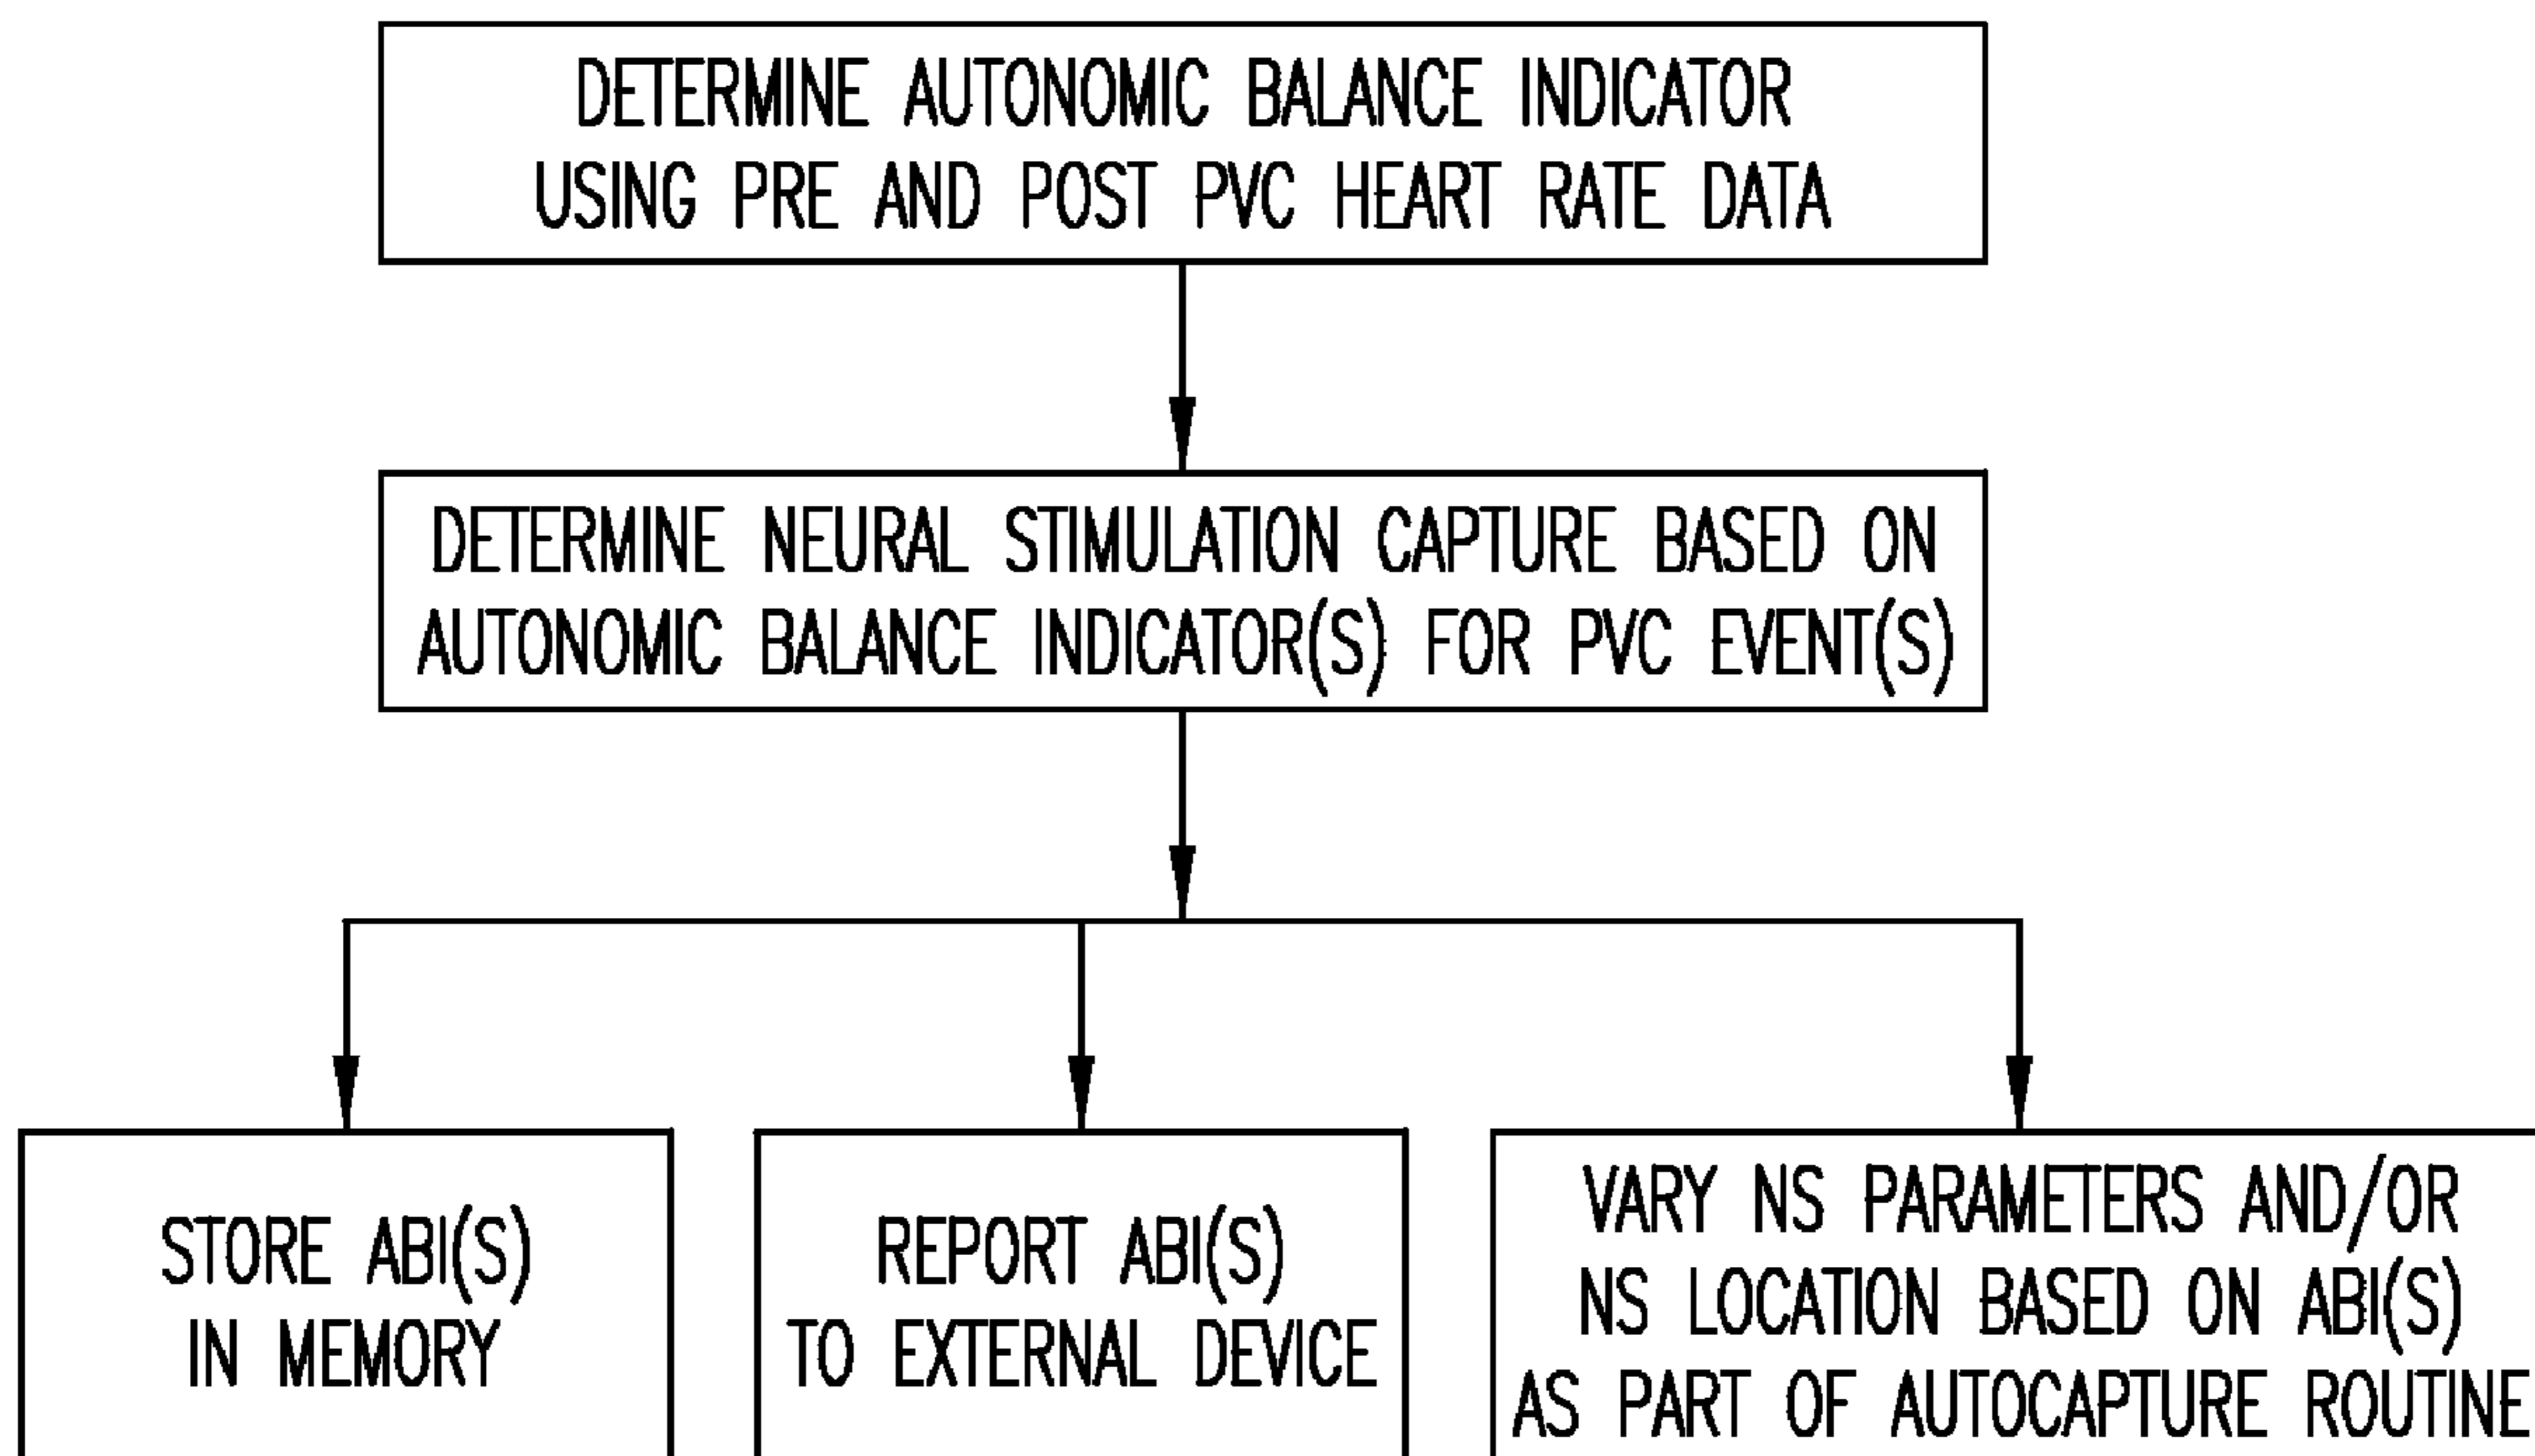 DETERMINE AUTONOMIC BALANCE INDICATOR
USING PRE AND POST PVC HEART RATE DATA
DETERMINE NEURAL STIMULATION CAPTURE BASED ON
AUTONOMIC BALANCE INDICATOR(S) FOR PVC EVENT(S)
STORE ABI(S)
IN MEMORY
REPORT ABI(S)
TO EXTERNAL DEVICE
VARY NS PARAMETERS AND/OR
NS LOCATION BASED ON ABI(S)
AS PART OF AUTOCAPTURE ROUTINE